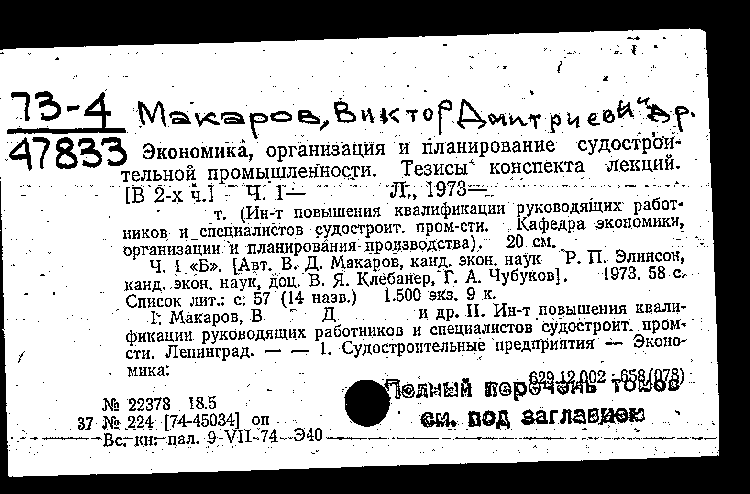 73-4
47833
Макаров, Виктор Дмитриевич и др.
Экономика, организация и планирование судострои-
тельной промышленности. Тезисы конспекта лекций.
[В 2-х ч.] Ч. 1— Л., 1973—.
т. (Ин-т повышения квалификации руководящих работ-
ников и специалистов судостроит. пром-сти. Кафедра экономики,
организации и планирования производства). 20 см.
Ч. 1 «Б». [Авт. В. Д. Макаров, канд. экон. наук Р. П. Элинсон,
канд. экон. наук, доц. В. Я. Клебанер, Г. А. Чубуков]. 1973. 58 с.
Список лит.: с. 57 (14 назв.) 1.500 экз. 9 к.
I. Макаров, В Д и др. II. Ин-т повышения квали-
фикации руководящих работников и специалистов судостроит. пром-
сти. Ленинград. — — 1. Судостроительные предприятия — Эконо-
мика.
629.12.002 658(078)
Полный перечень томов
см. под заглавием
№ 22378 18.5
37 № 224 [74-45034] оп
Вс. кн. пал. 9 VII-74 Э40